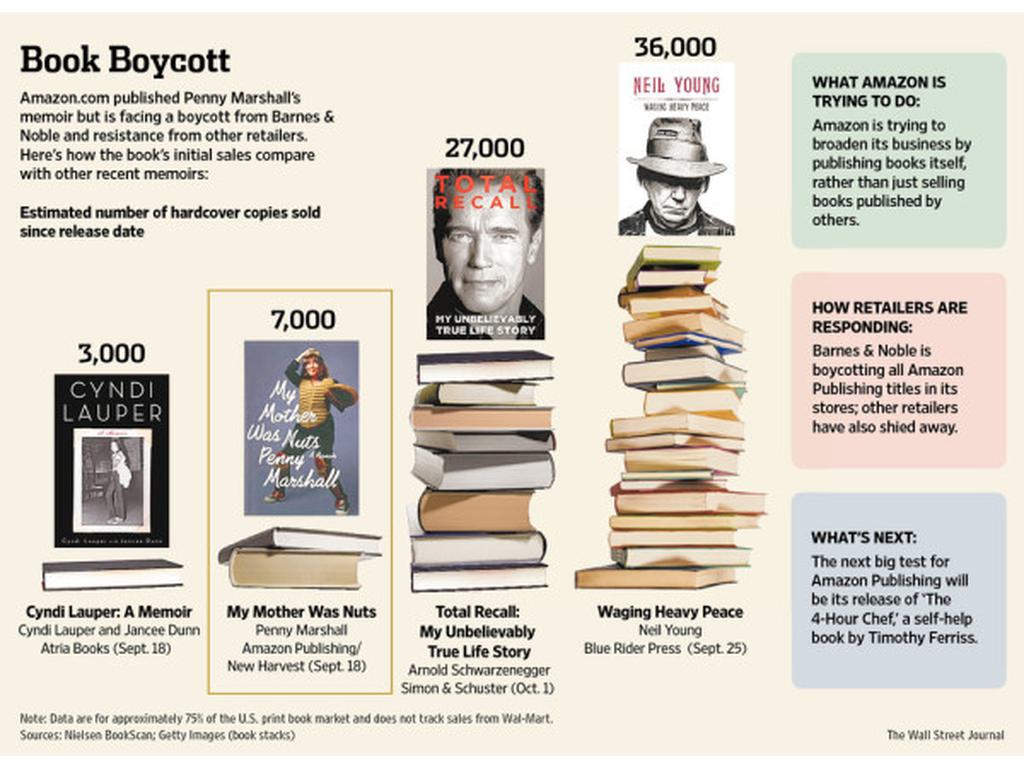 Book Boycott
Amazon.com published Penny Marshall's
memoir but is facing a boycott from Barnes &
Noble and resistance from other retailers.
Here's how the book's initial sales compare
with other recent memoirs:
Estimated number of hardcover copies sold
since release date
3,000
CYNDI
LAUPER
A Memoir
Cyndi Lauper with Jancee Dunn
Cyndi Lauper: A Memoir
Cyndi Lauper and Jancee Dunn
Atria Books (Sept. 18)
7,000
My
Mother
Was Nuts
Penny A Memoir
Marshall
My Mother Was Nuts
Penny Marshall
Amazon Publishing/
New Harvest (Sept. 18)
27,000
TOTAL
RECALL
MY UNBELIEVABLY
TRUE LIFE STORY
Total Recall:
My Unbelievably
True Life Story
Arnold Schwarzenegger
Simon & Schuster (Oct. 1)
36,000
NEIL YOUNG
WAGING HEAVY PEACE
Waging Heavy Peace
Neil Young
Blue Rider Press (Sept. 25)
WHAT AMAZON IS
TRYING TO DO:
Amazon is trying to
broaden its business by
publishing books itself,
rather than just selling
books published by
others.
HOW RETAILERS ARE
RESPONDING:
Barnes & Noble is
boycotting all Amazon
Publishing titles in its
stores; other retailers
have also shied away.
WHAT'S NEXT:
The next big test for
Amazon Publishing will
be its release of 'The
4-Hour Chef,' a self-help
book by Timothy Ferriss.
Note: Data are for approximately 75% of the U.S. print book market and does not track sales from Wal-Mart.
Sources: Nielsen BookScan; Getty Images (book stacks)
The Wall Street Journal